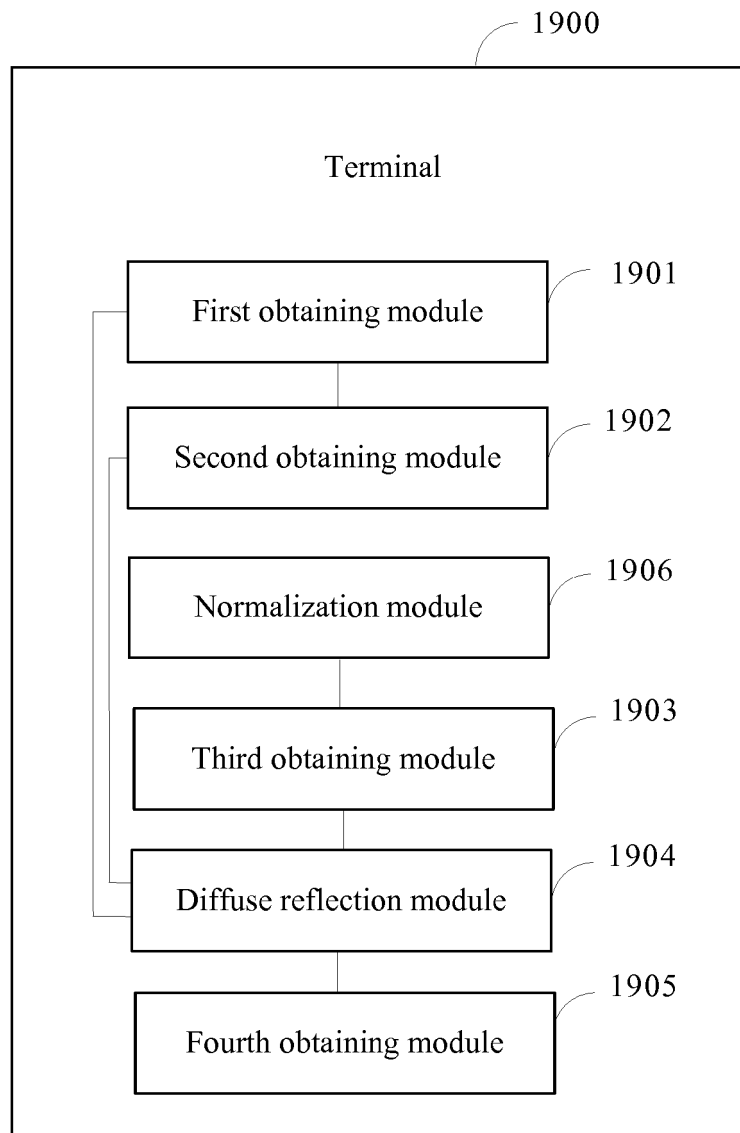 1900
Terminal
1901
First obtaining module
1902
Second obtaining module
1906
Normalization module
1903
Third obtaining module
1904
Diffuse reflection module
1905
Fourth obtaining module